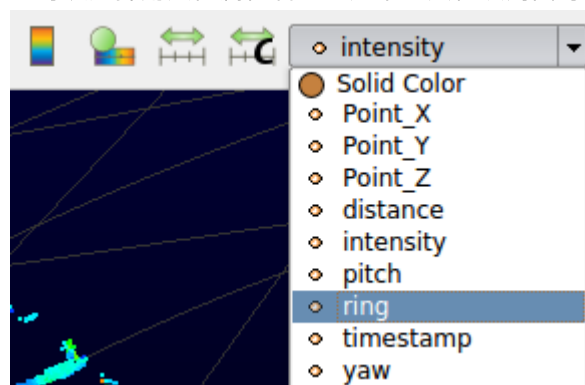 intensity
Solid Color
Point_X
Point_Y
Point_Z
distance
intensity
pitch
ring
timestamp
yaw